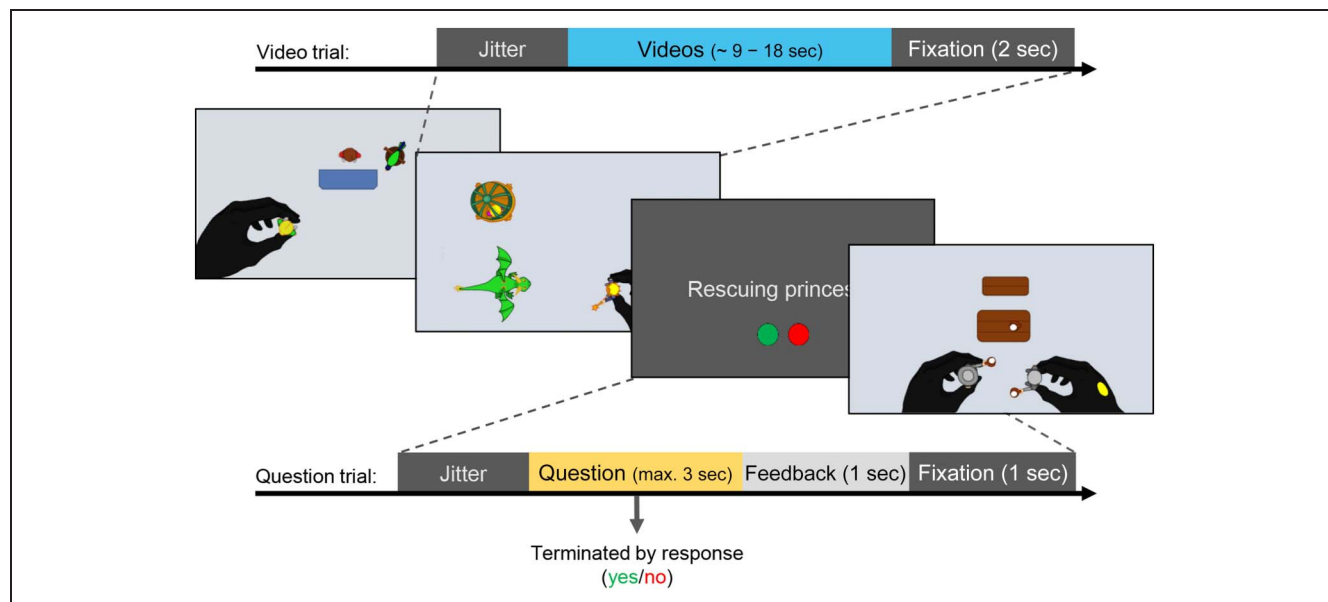 Video trial:
Jitter
Videos (~ 9 – 18 sec)
Fixation (2 sec)
Rescuing princes
Question trial:
Jitter
Question (max. 3 sec)
Feedback (1 sec)
Fixation (1 sec)
Terminated by response
(yes/no)